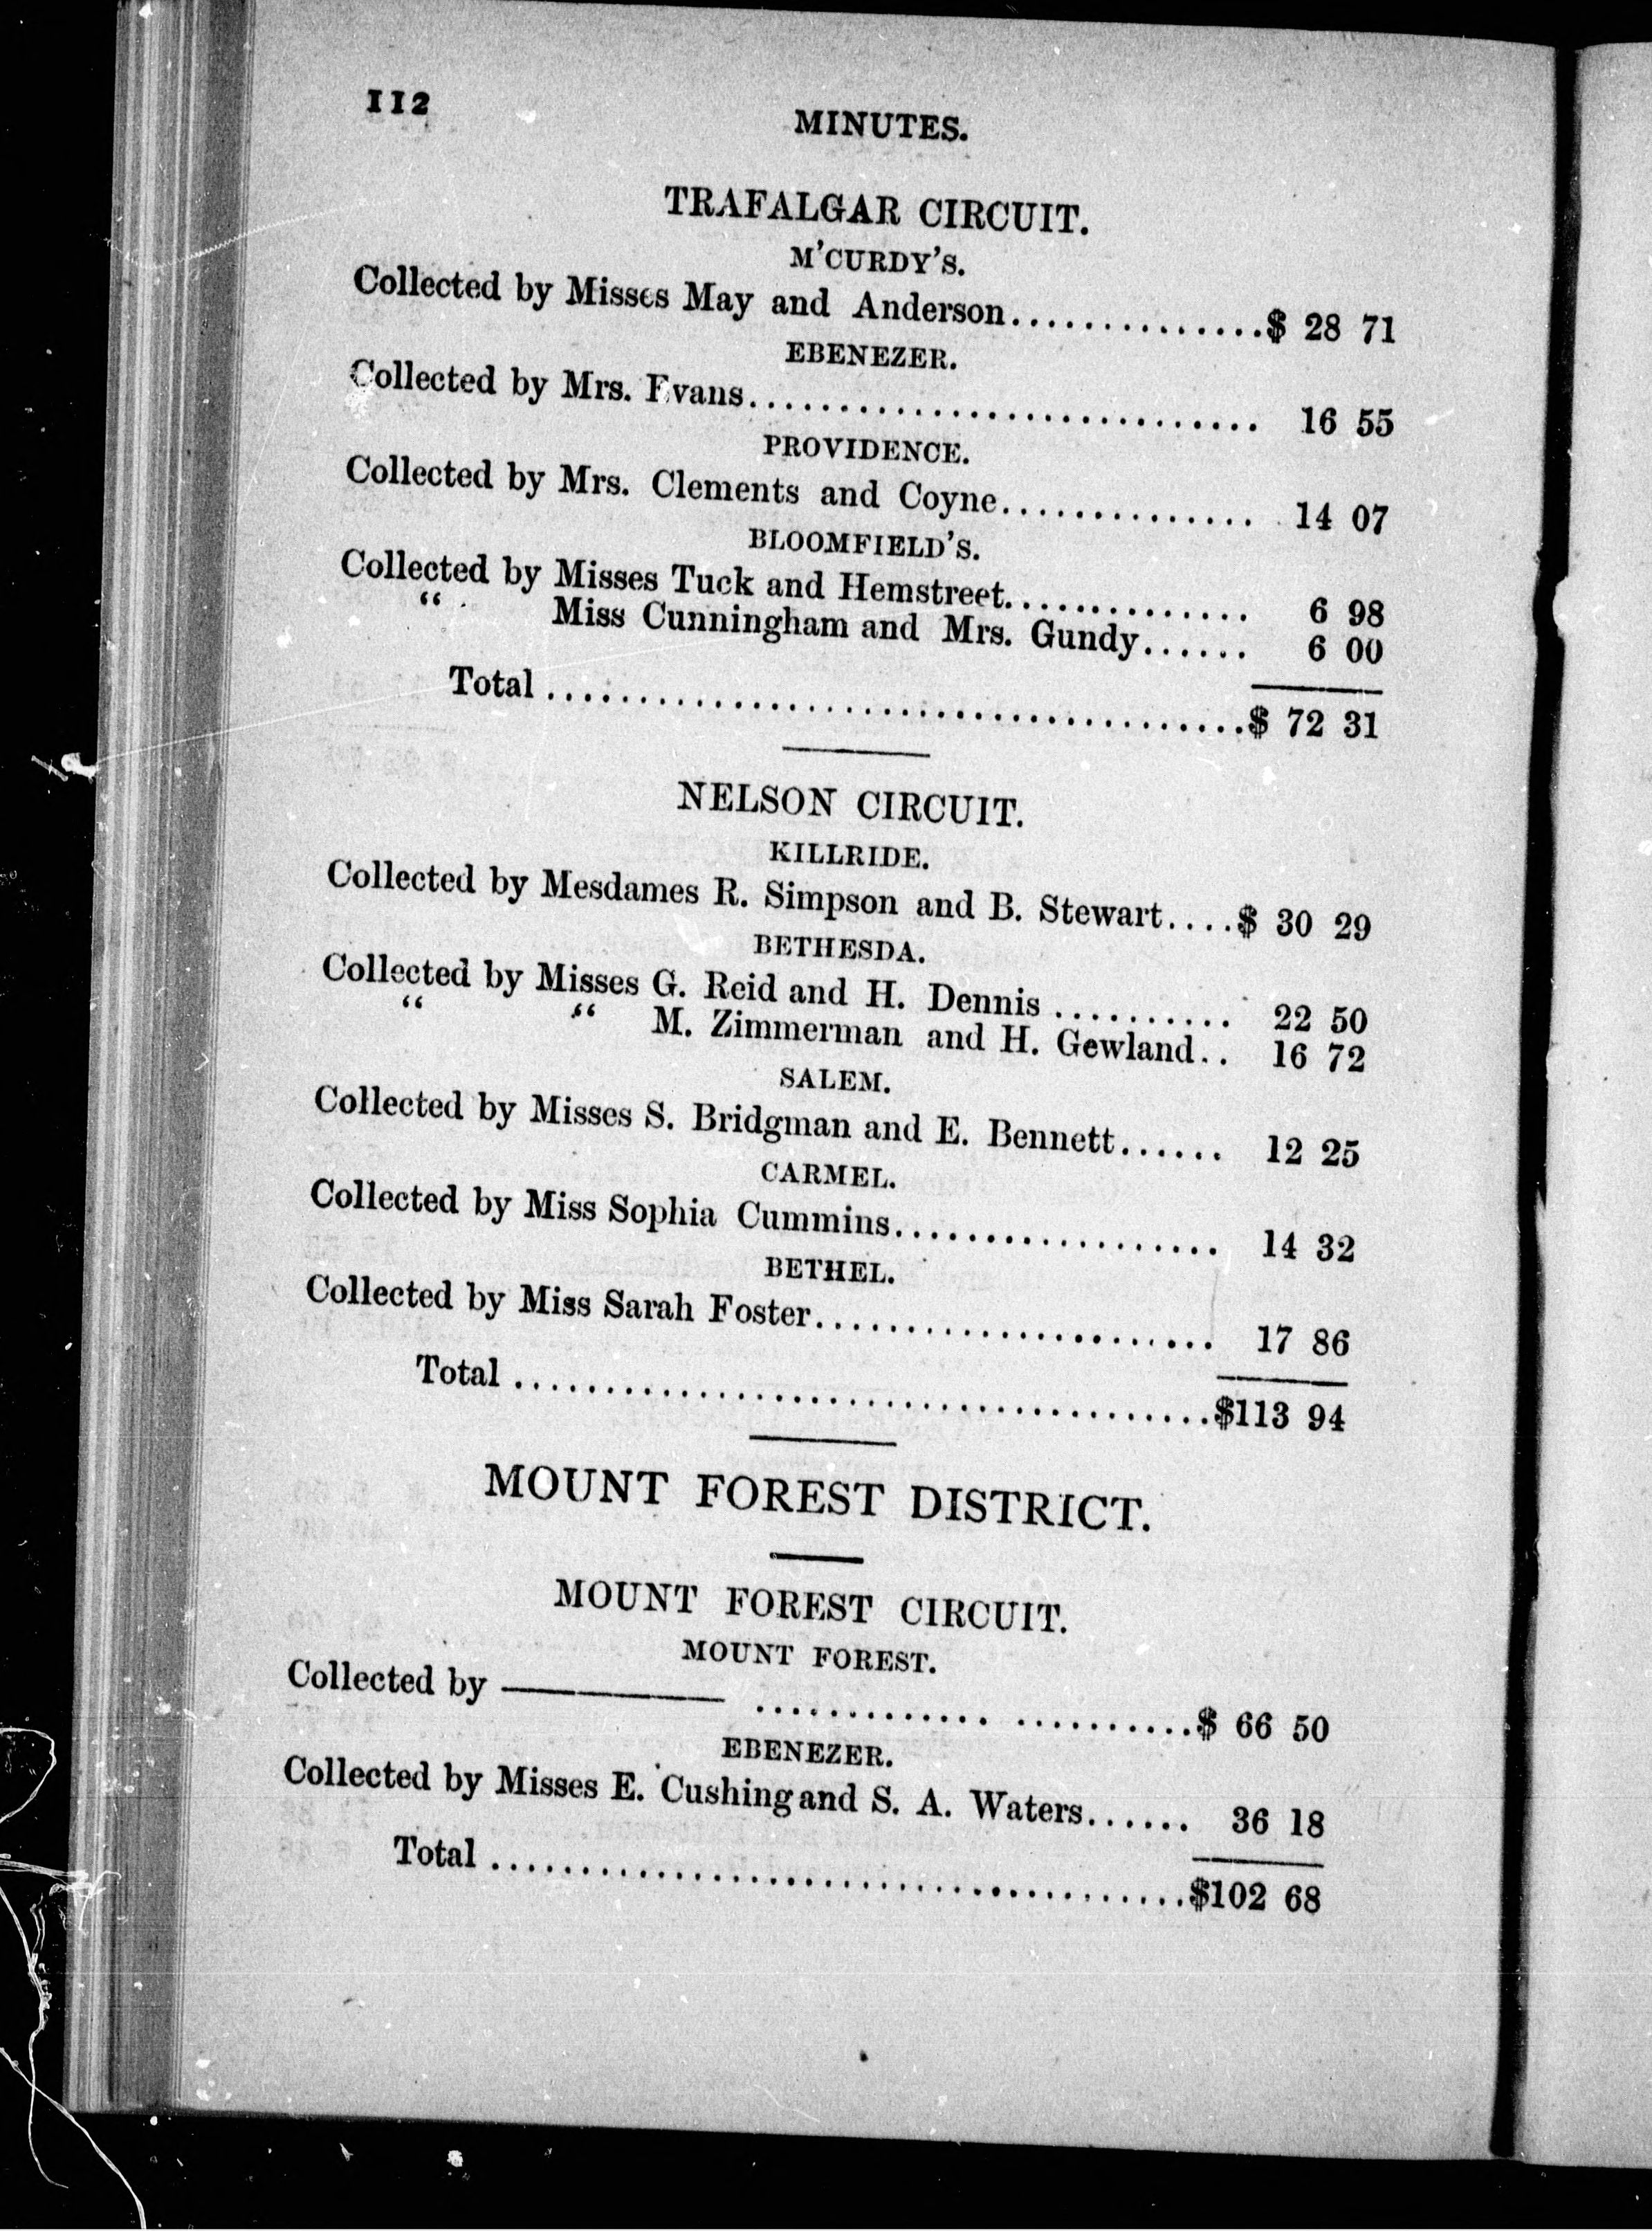 112
MINUTES.
TRAFALGAR CIRCUIT.
M'CURDY'S.
Collected by Misses May and Anderson..............$ 28 71
EBENEZER.
Collected by Mrs. Evans............................ 16 55
PROVIDENCE.
Collected by Mrs. Clements and Coyne.............. 14 07
BLOOMFIELD'S.
Collected by Misses Tuck and Hemstreet.............. 6 98
“ Miss Cunningham and Mrs. Gundy...... 6 00
Total .......................................$ 72 31
NELSON CIRCUIT.
KILLRIDE.
Collected by Mesdames R. Simpson and B. Stewart....$ 30 29
BETHESDA.
Collected by Misses G. Reid and H. Dennis .......... 22 50
“ “ M. Zimmerman and H. Gewland.. 16 72
SALEM.
Collected by Misses S. Bridgman and E. Bennett...... 12 25
CARMEL.
Collected by Miss Sophia Cummins.................. 14 32
BETHEL.
Collected by Miss Sarah Foster...................... 17 86
Total .......................................$113 94
MOUNT FOREST DISTRICT.
MOUNT FOREST CIRCUIT.
MOUNT FOREST.
Collected by ———— ............. ..........$ 66 50
EBENEZER.
Collected by Misses E. Cushing and S. A. Waters...... 36 18
Total .......................................$102 68